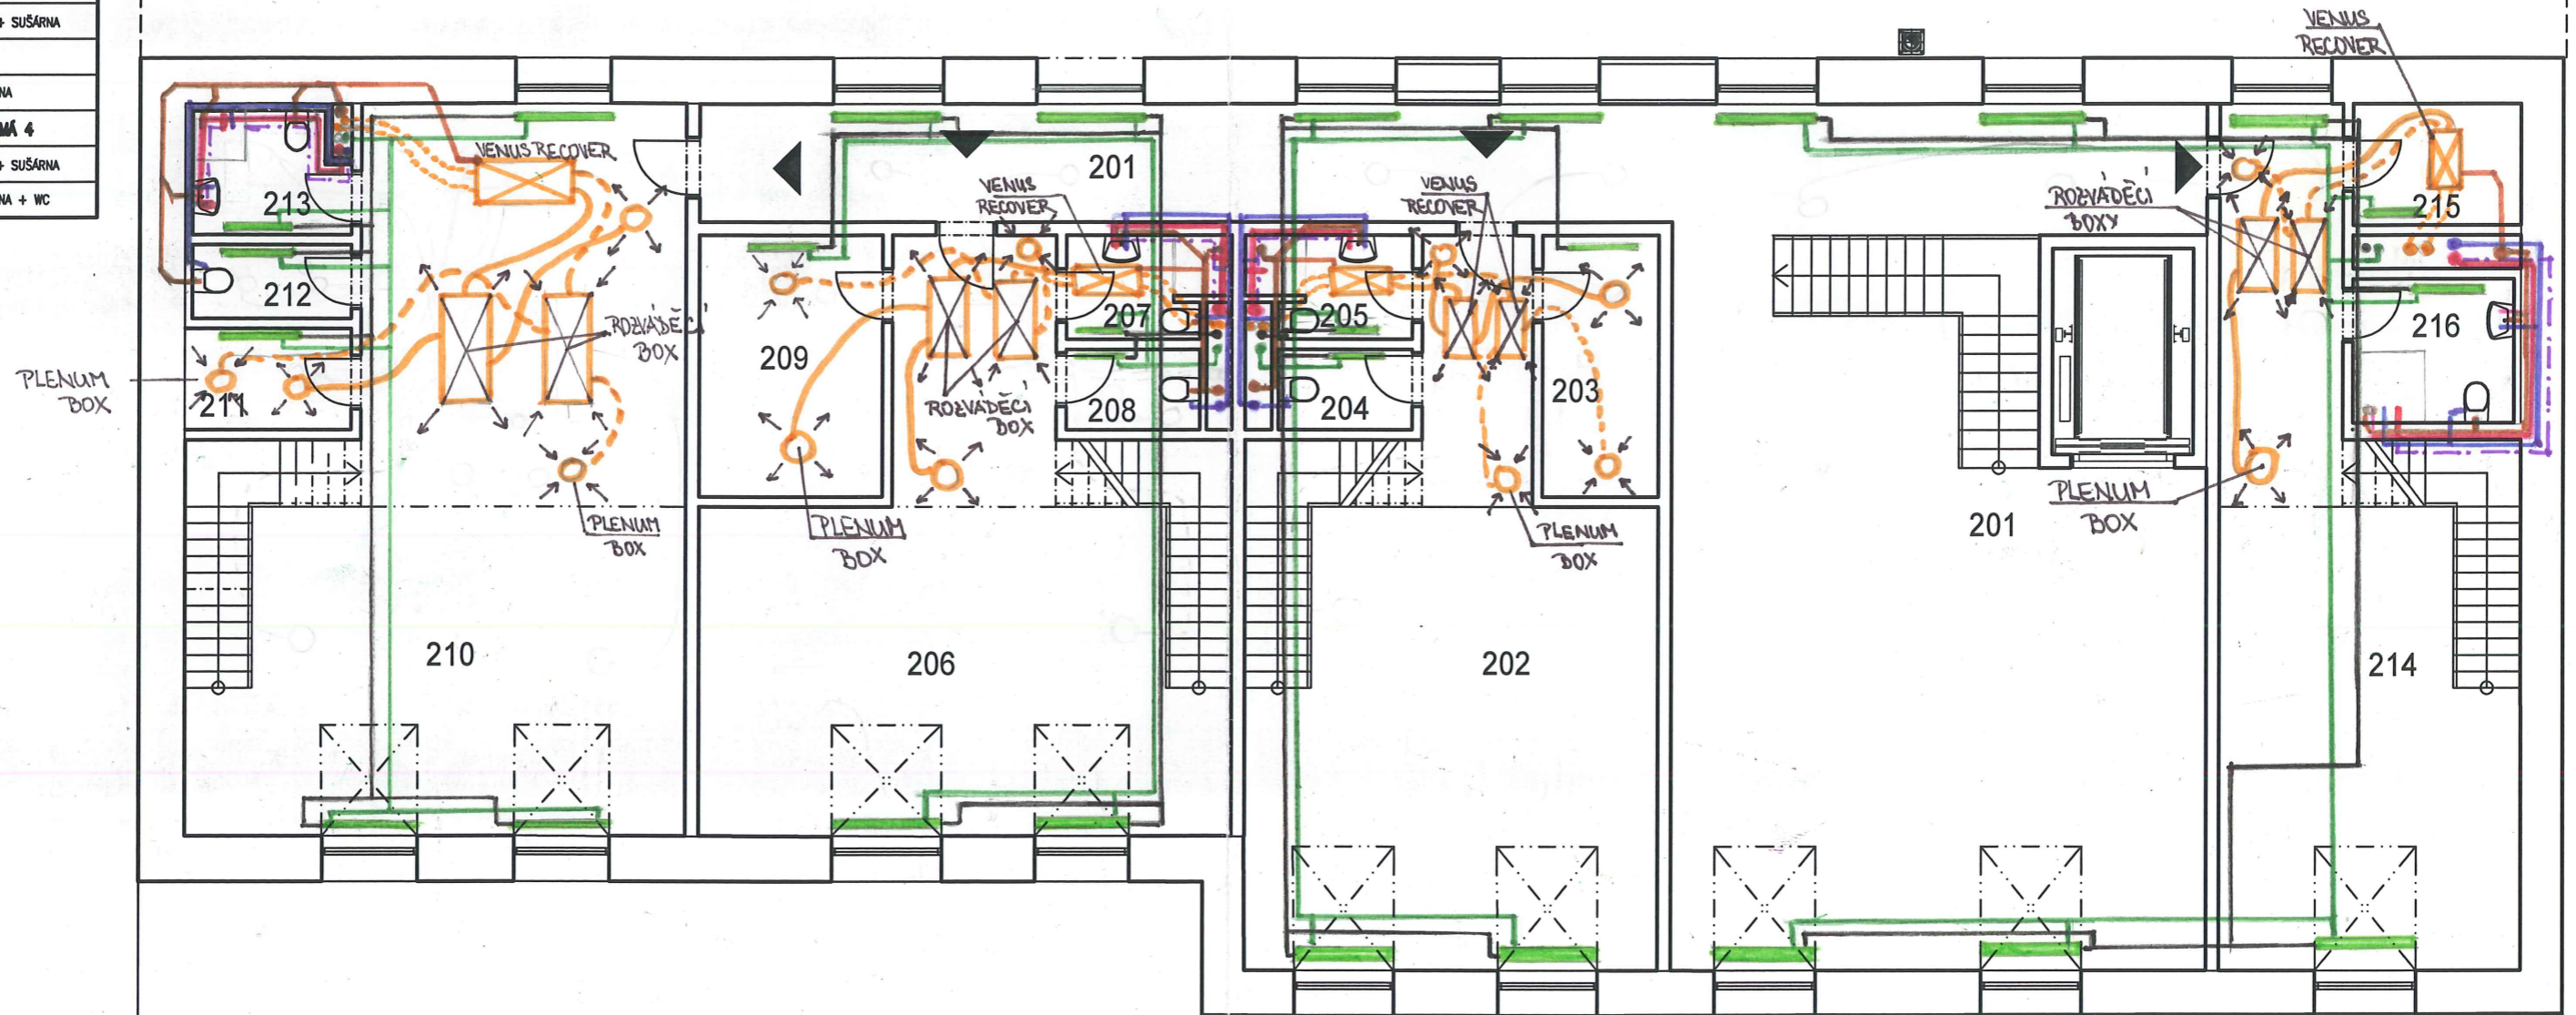 + SUŠÁRNA
NA
MÁ 4
+ SUŠÁRNA
NA + WC
VENUS
RECOVER
VENUS RECOVER
201
213
VENUS
RECOVER
VENUS
RECOVER
ROZVÁDĚCÍ
BOXY
215
212
ROZVÁDĚCÍ
BOX
207
205
216
209
PLENUM
BOX
211
ROZVÁDĚCÍ
BOX
208
204
203
PLENUM
BOX
PLENUM
BOX
PLENUM
BOX
PLENUM
BOX
201
210
206
202
214